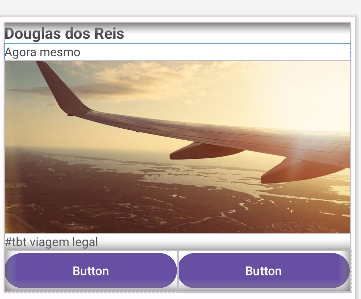 Douglas dos Reis
Agora mesmo
#tbt viagem legal
Button Button